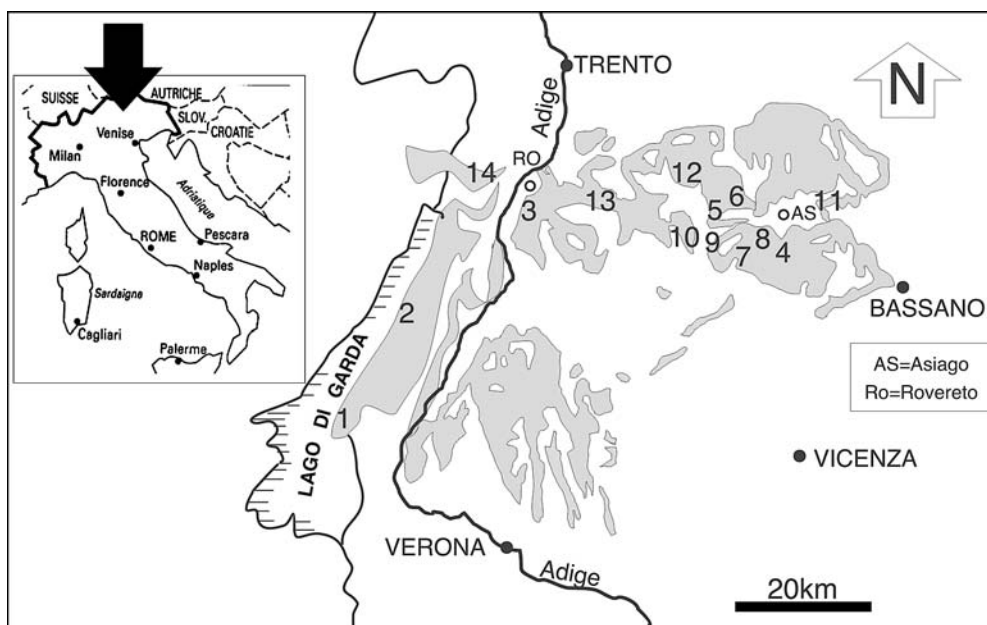 SUISSE
AUTRICHE
SLOV.
CROATIE
Venise
Milan
Florence
Adriatique
ROME
Pescara
Naples
Sardaigne
Cagliari
Palerme
TRENTO
Adige
N
RO
14
12
13
3
6
5
11
AS
10
9
8
7
4
BASSANO
2
AS=Asiago
Ro=Rovereto
1
LAGO DI GARDA
VICENZA
VERONA
Adige
20km